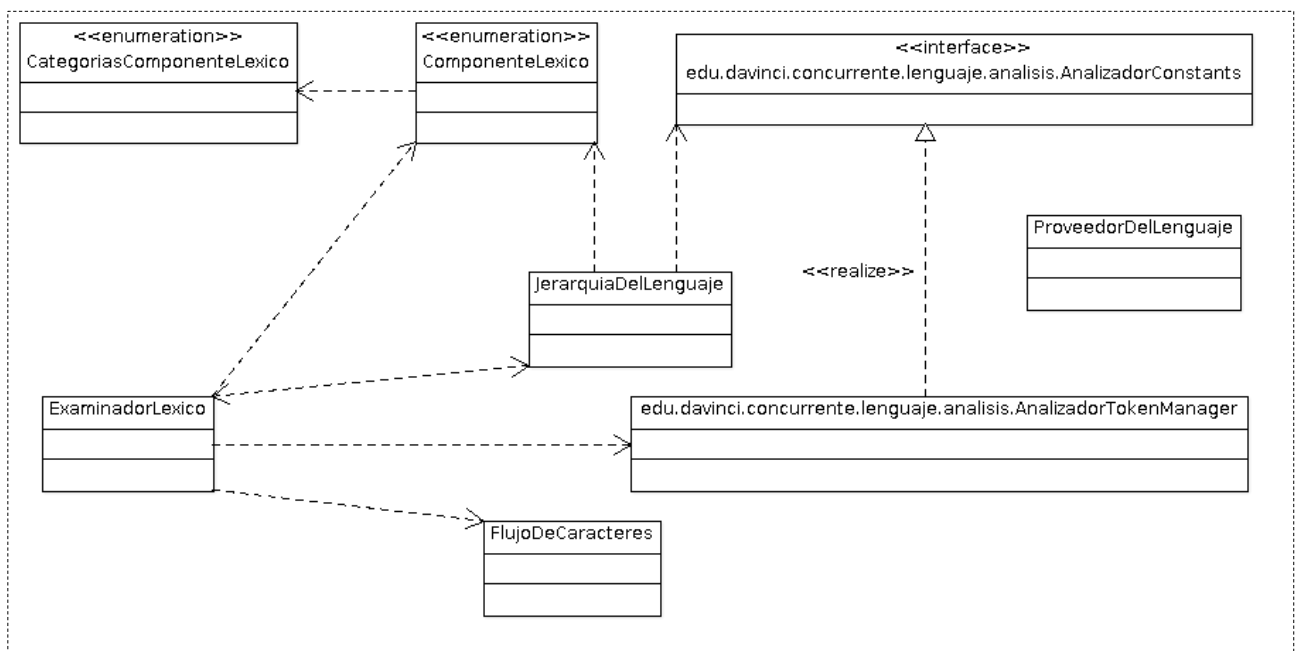 <<enumeration>>
CategoriasComponenteLexico
<<enumeration>>
ComponenteLexico
<<interface>>
edu.davinci.concurrente.lenguaje.analisis.AnalizadorConstants
ProveedorDelLenguaje
<<realize>>
JerarquiaDelLenguaje
ExaminadorLexico
edu.davinci.concurrente.lenguaje.analisis.AnalizadorTokenManager
FlujoDeCaracteres